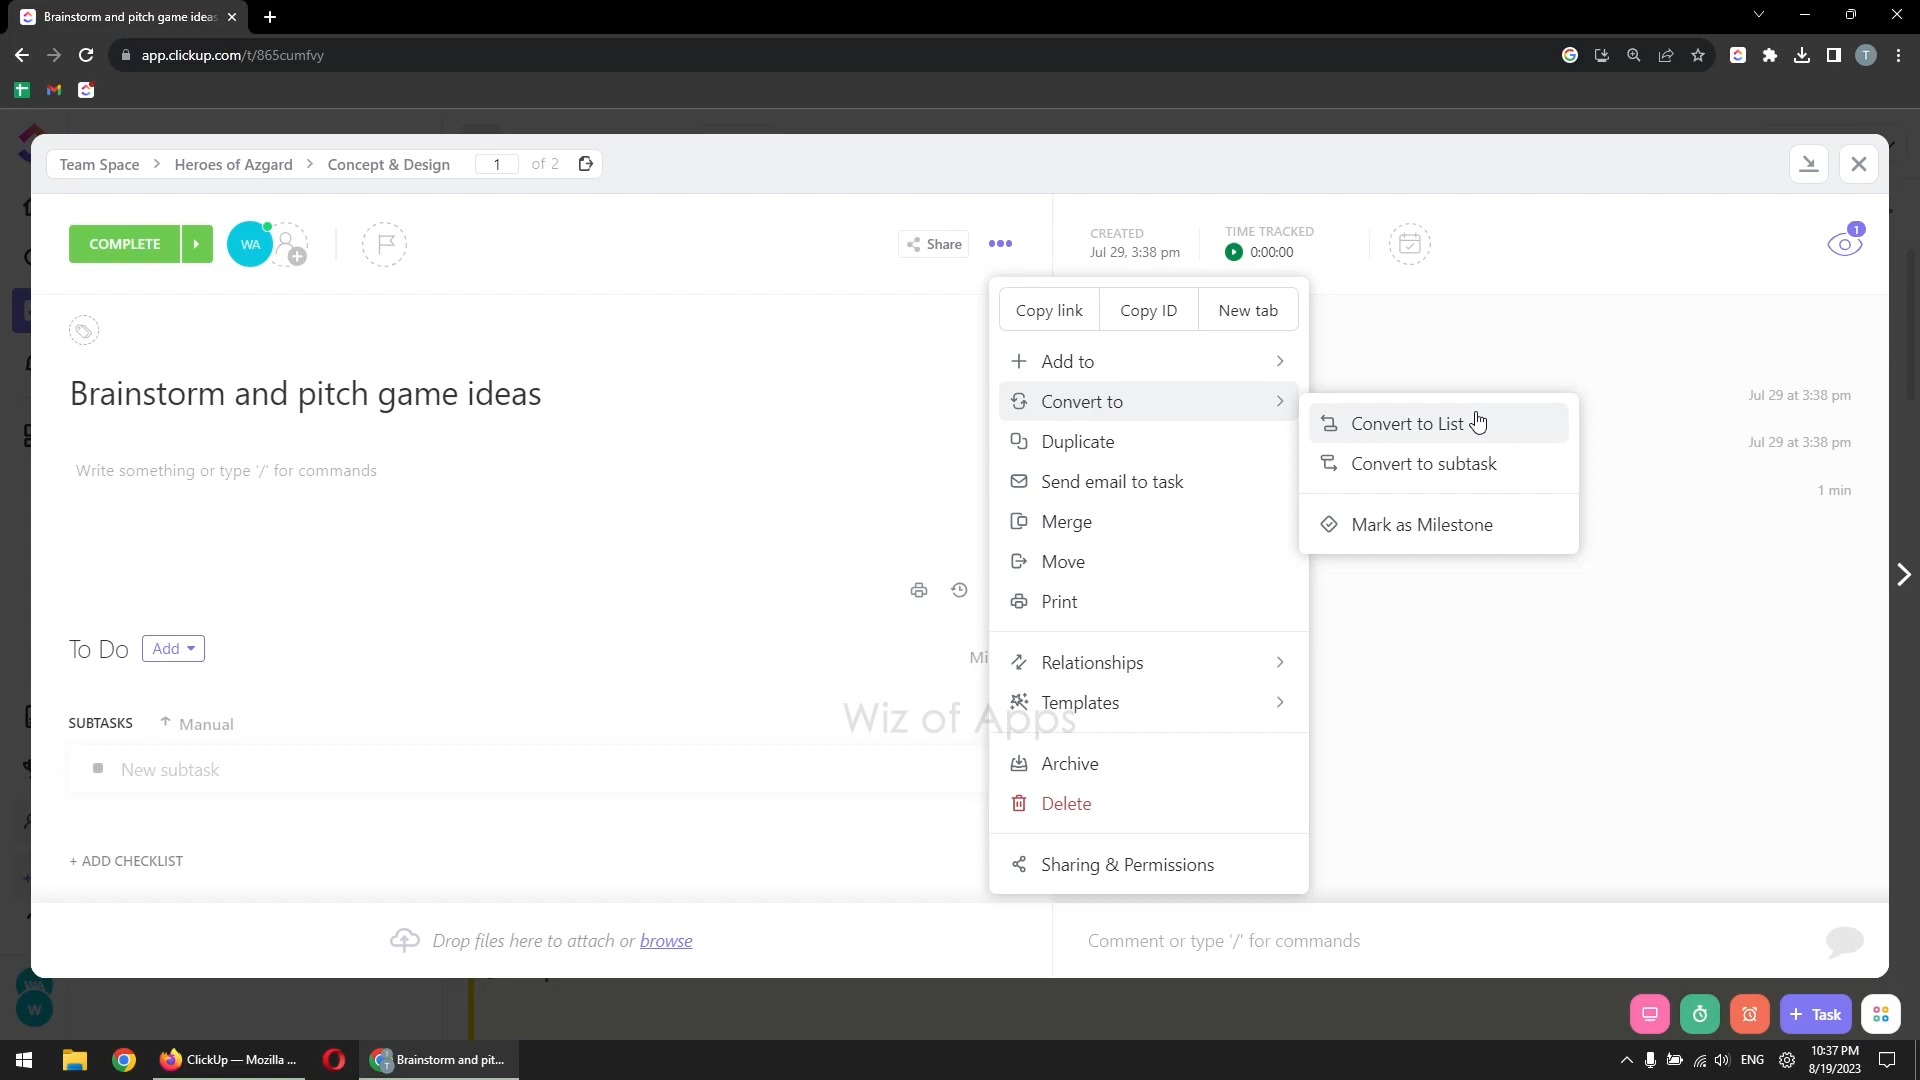 Brainstorm and pitch game ideas
app.clickup.com/t/865cumfvy
T
Team Space > Heroes of Azgard > Concept & Design 1 of 2
COMPLETE
WA
Share
CREATED
Jul 29, 3:38 pm
TIME TRACKED
0:00:00
1
Brainstorm and pitch game ideas
Write something or type '/' for commands
To Do
Add
Mi
SUBTASKS
Manual
New subtask
+ ADD CHECKLIST
Copy link
Copy ID
New tab
Add to
Convert to
Duplicate
Send email to task
Merge
Move
Print
Relationships
Templates
Archive
Delete
Sharing & Permissions
Convert to List
Convert to subtask
Mark as Milestone
Jul 29 at 3:38 pm
Jul 29 at 3:38 pm
1 min
Wiz of Apps
Drop files here to attach or browse
Comment or type '/' for commands
WA
W
+ Task
ClickUp — Mozilla ...
Brainstorm and pit...
ENG
10:37 PM
8/19/2023